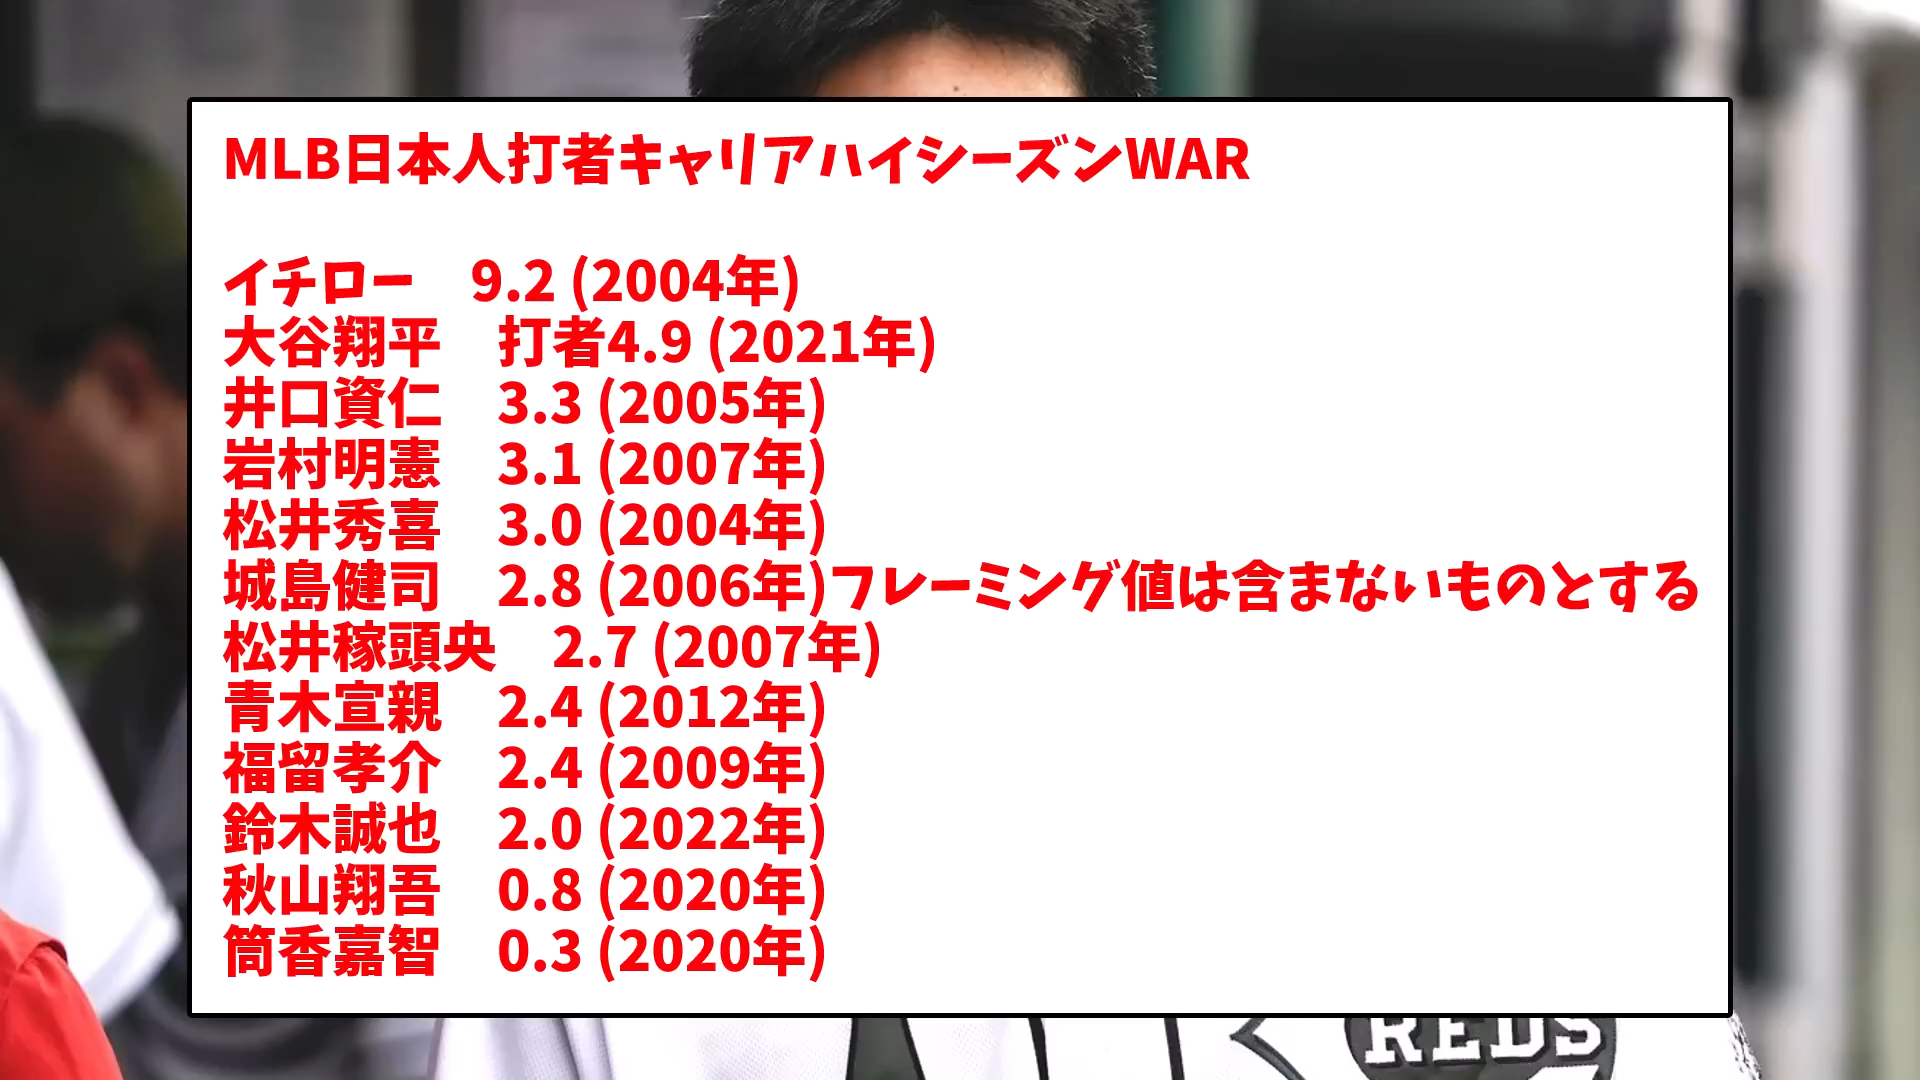 MLB日本人打者キャリアハイシーズンWAR
イチロー　9.2 (2004年)
大谷翔平　打者4.9 (2021年)
井口資仁　3.3 (2005年)
岩村明憲　3.1 (2007年)
松井秀喜　3.0 (2004年)
城島健司　2.8 (2006年)フレーミング値は含まないものとする
松井稼頭央　2.7 (2007年)
青木宣親　2.4 (2012年)
福留孝介　2.4 (2009年)
鈴木誠也　2.0 (2022年)
秋山翔吾　0.8 (2020年)
筒香嘉智　0.3 (2020年)
REDS